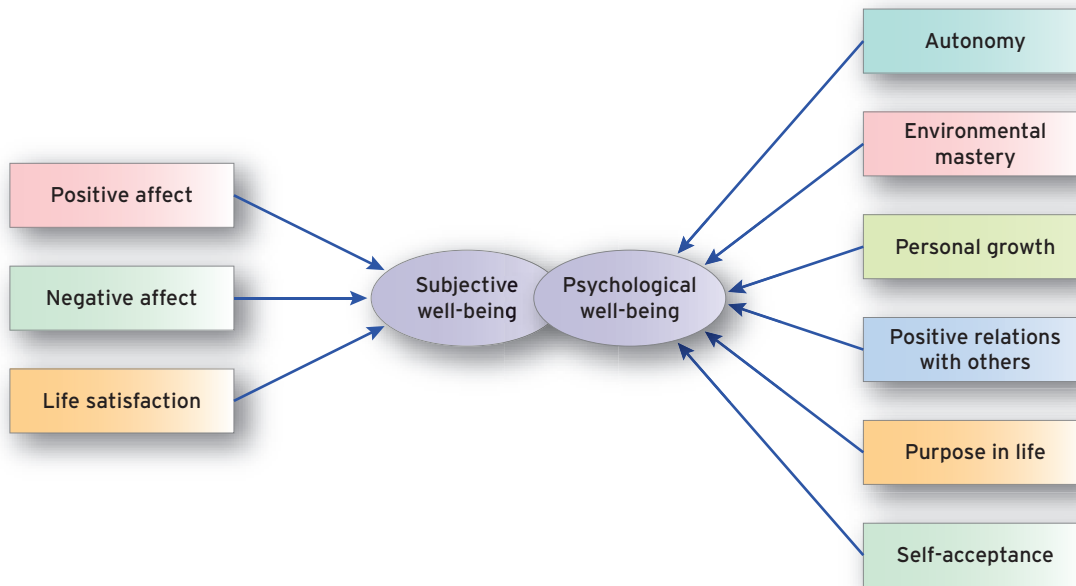 Positive affect
Negative affect
Life satisfaction
Subjective
well-being
Psychological
well-being
Autonomy
Environmental
mastery
Personal growth
Positive relations
with others
Purpose in life
Self-acceptance